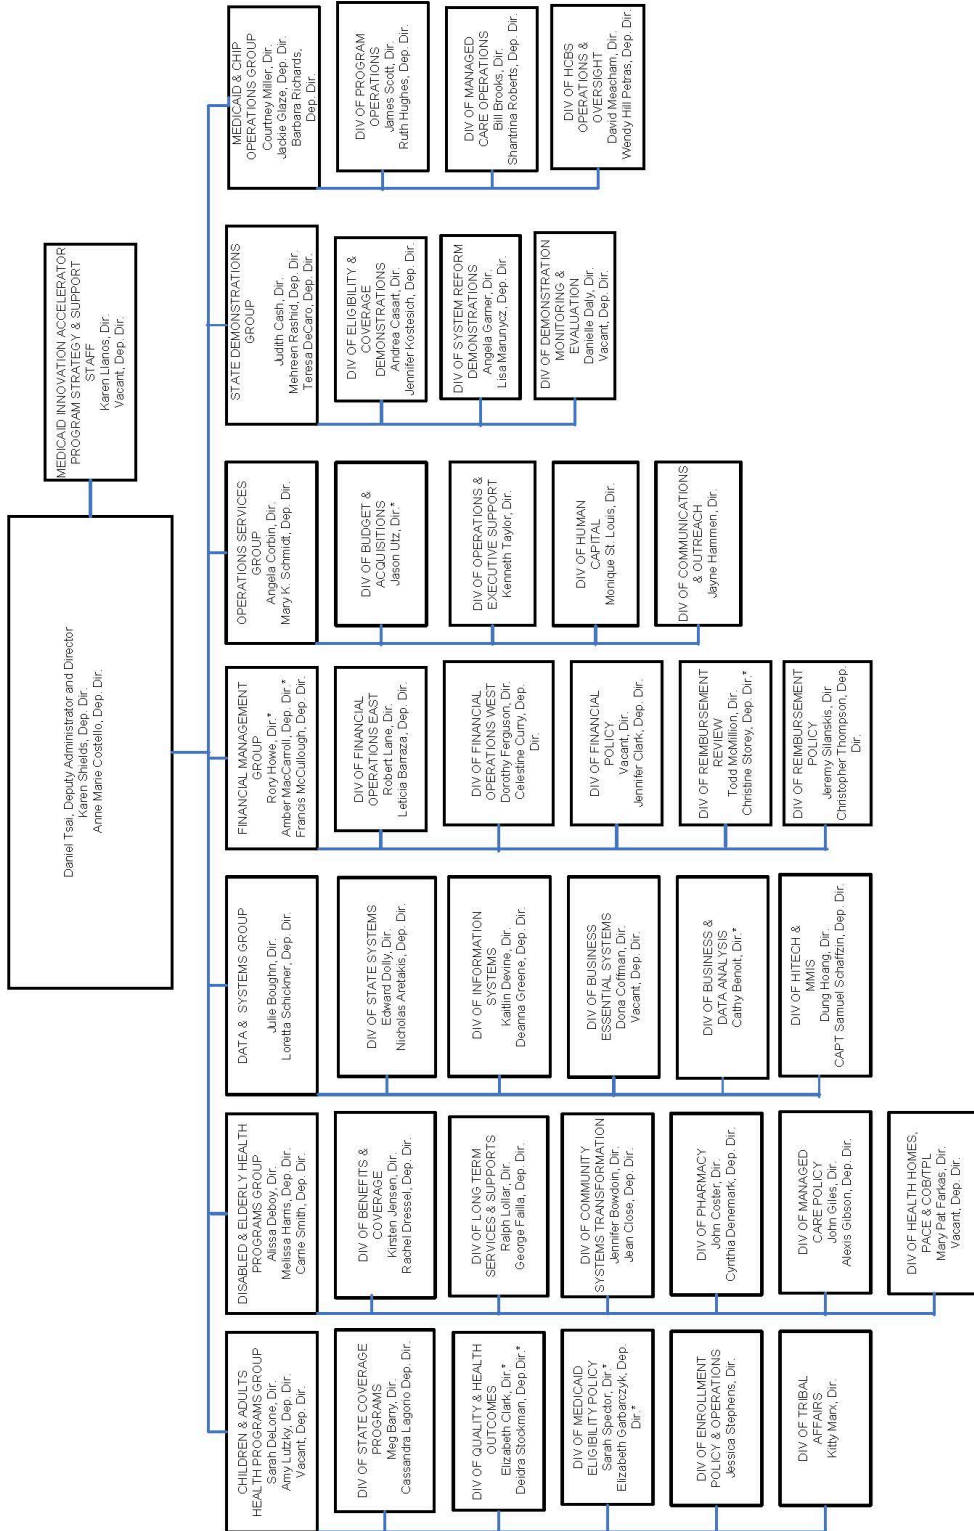 Daniel Tsai, Deputy Administrator and Director
Karen Shields, Dep. Dir.
Anne Marie Costello, Dep. Dir.
MEDICAID INNOVATION ACCELERATOR
PROGRAM STRATEGY & SUPPORT
STAFF
Karen Llanos, Dir.
Vacant, Dep. Dir.
CHILDREN & ADULTS
HEALTH PROGRAMS GROUP
Sarah DeLone, Dir.
Amy Lutzky, Dep. Dir.
Vacant, Dep. Dir.
DIV OF STATE COVERAGE
PROGRAMS
Meg Barry, Dir.
Cassandra Lagorio Dep. Dir.
DIV OF QUALITY & HEALTH
OUTCOMES
Elizabeth Clark, Dir.*
Deidra Stockman, Dep.Dir.*
DIV OF MEDICAID
ELIGIBILITY POLICY
Sarah Spector, Dir.*
Elizabeth Garbarczyk, Dep.
Dir.*
DIV OF ENROLLMENT
POLICY & OPERATIONS
Jessica Stephens, Dir.
DIV OF TRIBAL
AFFAIRS
Kitty Marx, Dir.
DISABLED & ELDERLY HEALTH
PROGRAMS GROUP
Alissa Deboy, Dir.
Melissa Harris, Dep. Dir.
Carrie Smith, Dep. Dir.
DIV OF BENEFITS &
COVERAGE
Kirsten Jensen, Dir.
Rachel Dressel, Dep. Dir.
DIV OF LONG TERM
SERVICES & SUPPORTS
Ralph Lollar, Dir.
George Failla, Dep. Dir.
DIV OF COMMUNITY
SYSTEMS TRANSFORMATION
Jennifer Bowdoin, Dir.
Jean Close, Dep. Dir.
DIV OF PHARMACY
John Coster, Dir.
Cynthia Denemark, Dep. Dir.
DIV OF MANAGED
CARE POLICY
John Giles, Dir.
Alexis Gibson, Dep. Dir.
DIV OF HEALTH HOMES,
PACE & COB/TPL
Mary Pat Farkas, Dir.
Vacant, Dep. Dir.
DATA & SYSTEMS GROUP
Julie Boughn, Dir.
Loretta Schickner, Dep. Dir.
DIV OF STATE SYSTEMS
Edward Dolly, Dir.
Nicholas Aretakis, Dep. Dir.
DIV OF INFORMATION
SYSTEMS
Kaitlin Devine, Dir.
Deanna Greene, Dep. Dir.
DIV OF BUSINESS
ESSENTIAL SYSTEMS
Dona Coffman, Dir.
Vacant, Dep. Dir.
DIV OF BUSINESS &
DATA ANALYSIS
Cathy Benoit, Dir.*
DIV OF HITECH &
MMIS
Dung Hoang, Dir.
CAPT Samuel Schaffzin, Dep. Dir.
FINANCIAL MANAGEMENT
GROUP
Rory Howe, Dir.*
Amber MacCarroll, Dep. Dir.*
Francis McCullough, Dep. Dir.
DIV OF FINANCIAL
OPERATIONS EAST
Robert Lane, Dir.
Leticia Barraza, Dep. Dir.
DIV OF FINANCIAL
OPERATIONS WEST
Dorothy Ferguson, Dir.
Celestine Curry, Dep.
Dir.
DIV OF FINANCIAL
POLICY
Vacant, Dir.
Jennifer Clark, Dep. Dir.
DIV OF REIMBURSEMENT
REVIEW
Todd McMillion, Dir.
Christine Storey, Dep. Dir.*
DIV OF REIMBURSEMENT
POLICY
Jeremy Silanskis, Dir
Christopher Thompson, Dep.
Dir.
OPERATIONS SERVICES
GROUP
Angela Corbin, Dir.
Mary K. Schmidt, Dep. Dir.
DIV OF BUDGET &
ACQUISITIONS
Jason Utz, Dir.*
DIV OF OPERATIONS &
EXECUTIVE SUPPORT
Kenneth Taylor, Dir.
DIV OF HUMAN
CAPITAL
Monique St. Louis, Dir.
DIV OF COMMUNICATIONS
& OUTREACH
Jayne Hammen, Dir.
STATE DEMONSTRATIONS
GROUP
Judith Cash, Dir.
Mehreen Rashid, Dep. Dir.
Teresa DeCaro, Dep. Dir.
DIV OF ELIGIBILITY &
COVERAGE
DEMONSTRATIONS
Andrea Casart, Dir.
Jennifer Kostesich, Dep. Dir.
DIV OF SYSTEM REFORM
DEMONSTRATIONS
Angela Garner, Dir.
Lisa Marunycz, Dep. Dir.
DIV OF DEMONSTRATION
MONITORING &
EVALUATION
Danielle Daly, Dir.
Vacant, Dep. Dir.
MEDICAID & CHIP
OPERATIONS GROUP
Courtney Miller, Dir.
Jackie Glaze, Dep. Dir.
Barbara Richards,
Dep. Dir.
DIV OF PROGRAM
OPERATIONS
James Scott, Dir.
Ruth Hughes, Dep. Dir.
DIV OF MANAGED
CARE OPERATIONS
Bill Brooks, Dir.
Shantrina Roberts, Dep. Dir.
DIV OF HCBS
OPERATIONS &
OVERSIGHT
David Meacham, Dir.
Wendy Hill Petras, Dep. Dir.